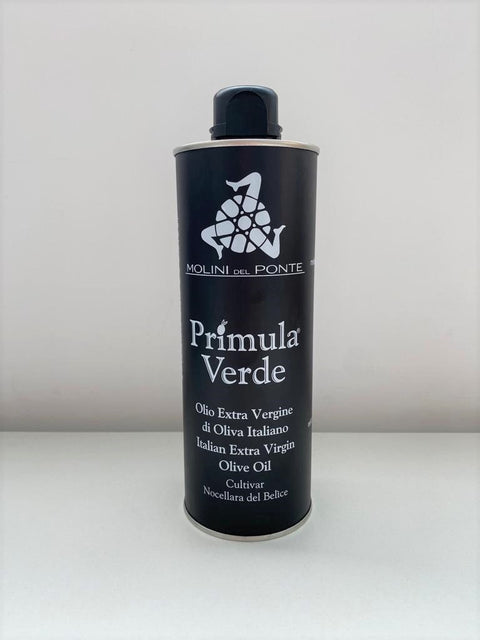 MOLINI DEL PONTE
Primula®
Verde
Olio Extra Vergine
di Oliva Italiano
Italian Extra Virgin
Olive Oil
Cultivar
Nocellara del Belìce